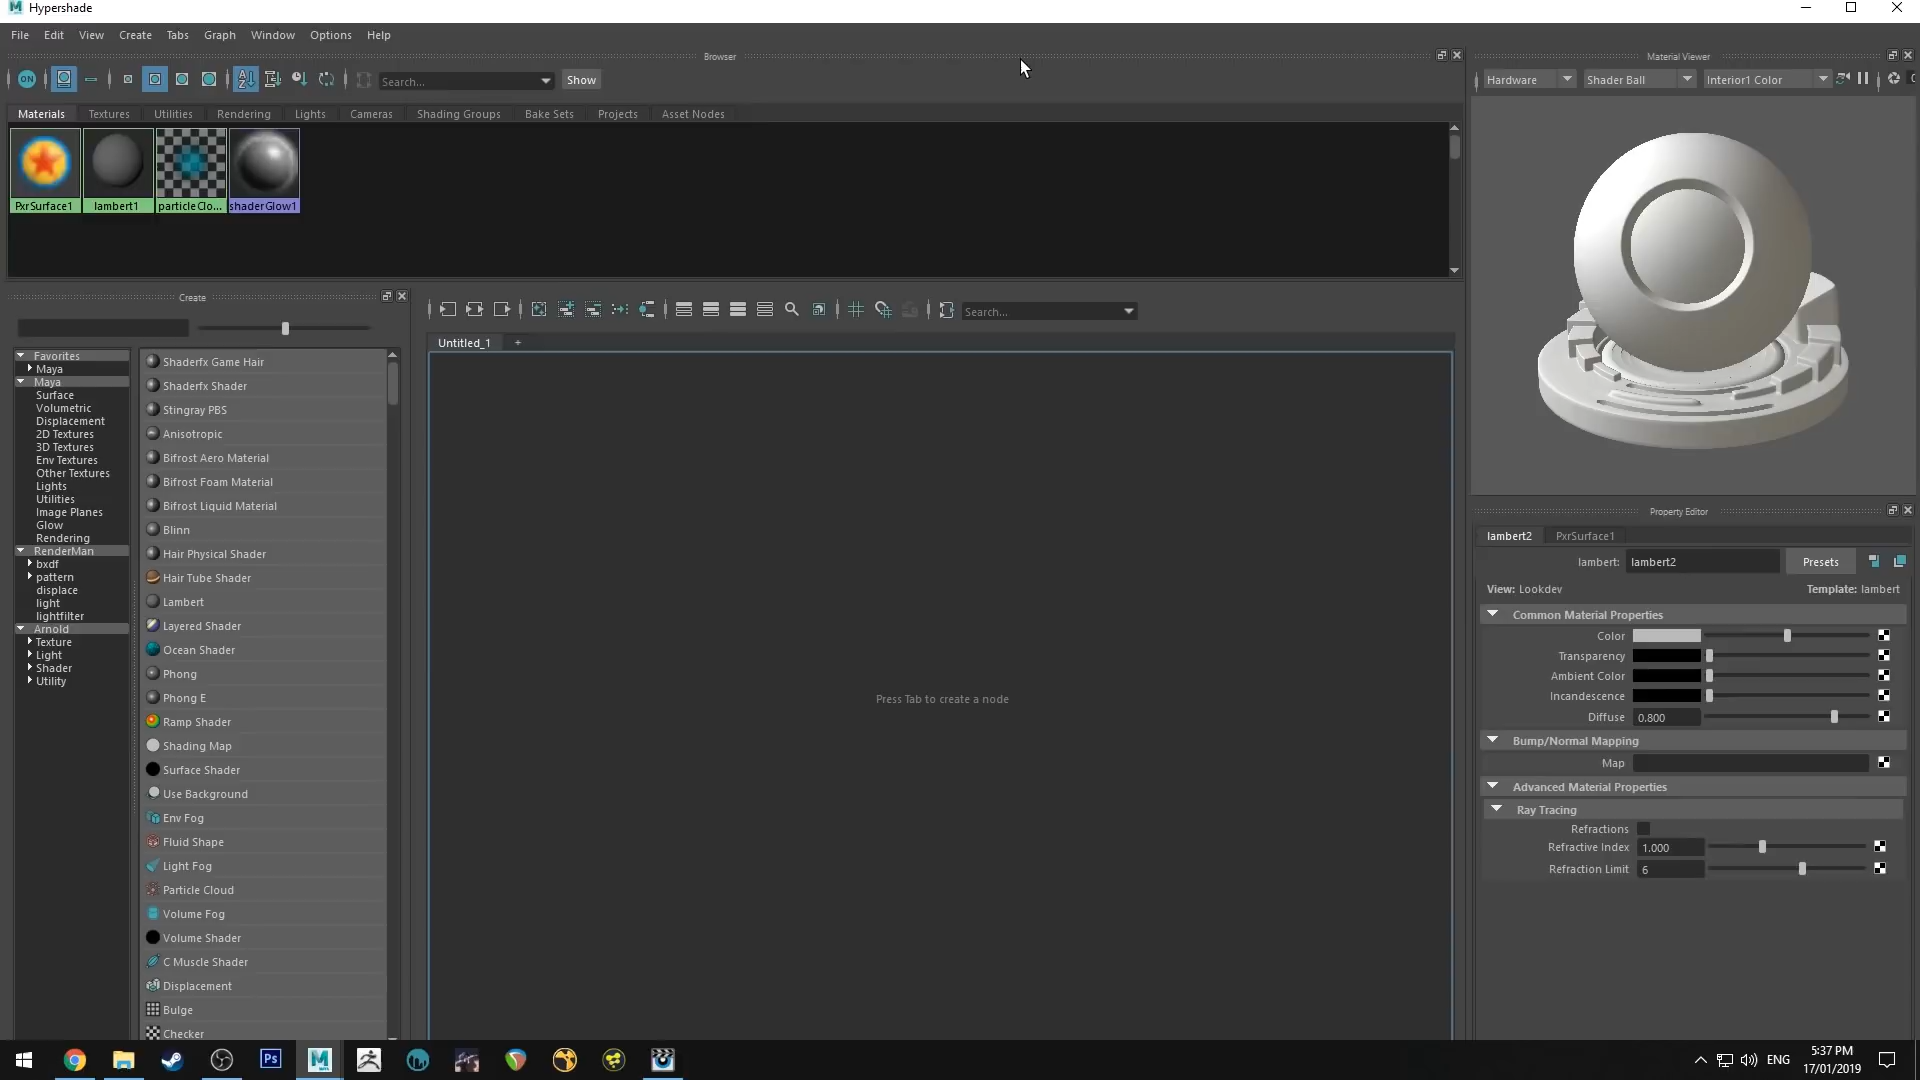 Hypershade
File Edit View Create Tabs Graph Window Options Help
Browser
ON Search... Show
Materials Textures Utilities Rendering Lights Cameras Shading Groups Bake Sets Projects Asset Nodes
PxrSurface1 lambert1 particleClo... shaderGlow1
Material Viewer
Hardware Shader Ball Interior1 Color
Create
Favorites
Maya
Maya
Surface
Volumetric
Displacement
2D Textures
3D Textures
Env Textures
Other Textures
Lights
Utilities
Image Planes
Glow
Rendering
RenderMan
bxdf
pattern
displace
light
lightfilter
Arnold
Texture
Light
Shader
Utility
Shaderfx Game Hair
Shaderfx Shader
Stingray PBS
Anisotropic
Bifrost Aero Material
Bifrost Foam Material
Bifrost Liquid Material
Blinn
Hair Physical Shader
Hair Tube Shader
Lambert
Layered Shader
Ocean Shader
Phong
Phong E
Ramp Shader
Shading Map
Surface Shader
Use Background
Env Fog
Fluid Shape
Light Fog
Particle Cloud
Volume Fog
Volume Shader
C Muscle Shader
Displacement
Bulge
Checker
Search...
Untitled_1 +
Press Tab to create a node
Property Editor
lambert2 PxrSurface1
lambert: lambert2 Presets
View: Lookdev Template: lambert
Common Material Properties
Color
Transparency
Ambient Color
Incandescence
Diffuse 0.800
Bump/Normal Mapping
Map
Advanced Material Properties
Ray Tracing
Refractions
Refractive Index 1.000
Refraction Limit 6
Ps
M
ENG
5:37 PM
17/01/2019